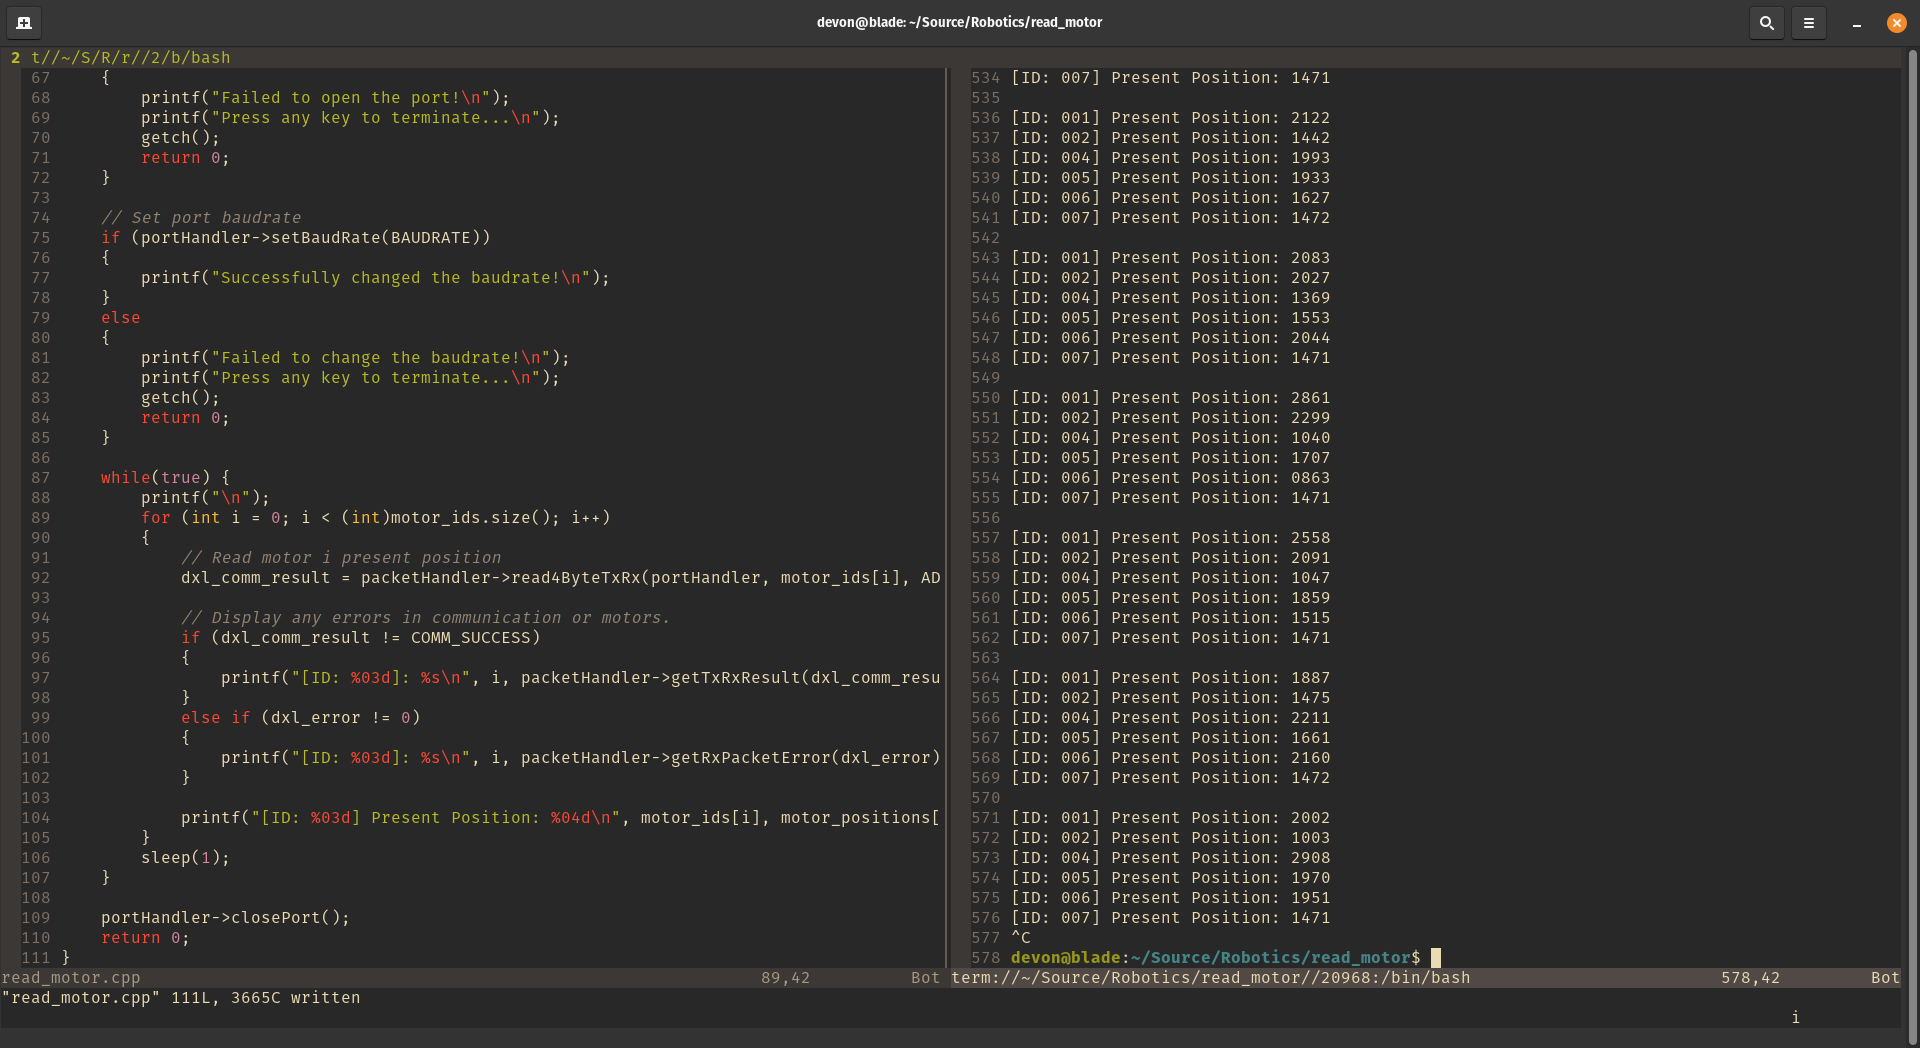 devon@blade: ~/Source/Robotics/read_motor
2 t//~/S/R/r//2/b/bash
67     {
68         printf("Failed to open the port!\n");
69         printf("Press any key to terminate...\n");
70         getch();
71         return 0;
72     }
73
74     // Set port baudrate
75     if (portHandler->setBaudRate(BAUDRATE))
76     {
77         printf("Successfully changed the baudrate!\n");
78     }
79     else
80     {
81         printf("Failed to change the baudrate!\n");
82         printf("Press any key to terminate...\n");
83         getch();
84         return 0;
85     }
86
87     while(true) {
88         printf("\n");
89         for (int i = 0; i < (int)motor_ids.size(); i++)
90         {
91             // Read motor i present position
92             dxl_comm_result = packetHandler->read4ByteTxRx(portHandler, motor_ids[i], AD
93
94             // Display any errors in communication or motors.
95             if (dxl_comm_result != COMM_SUCCESS)
96             {
97                 printf("[ID: %03d]: %s\n", i, packetHandler->getTxRxResult(dxl_comm_resu
98             }
99             else if (dxl_error != 0)
100             {
101                 printf("[ID: %03d]: %s\n", i, packetHandler->getRxPacketError(dxl_error)
102             }
103
104             printf("[ID: %03d] Present Position: %04d\n", motor_ids[i], motor_positions[
105         }
106         sleep(1);
107     }
108
109     portHandler->closePort();
110     return 0;
111 }
read_motor.cpp 89,42 Bot
534 [ID: 007] Present Position: 1471
535
536 [ID: 001] Present Position: 2122
537 [ID: 002] Present Position: 1442
538 [ID: 004] Present Position: 1993
539 [ID: 005] Present Position: 1933
540 [ID: 006] Present Position: 1627
541 [ID: 007] Present Position: 1472
542
543 [ID: 001] Present Position: 2083
544 [ID: 002] Present Position: 2027
545 [ID: 004] Present Position: 1369
546 [ID: 005] Present Position: 1553
547 [ID: 006] Present Position: 2044
548 [ID: 007] Present Position: 1471
549
550 [ID: 001] Present Position: 2861
551 [ID: 002] Present Position: 2299
552 [ID: 004] Present Position: 1040
553 [ID: 005] Present Position: 1707
554 [ID: 006] Present Position: 0863
555 [ID: 007] Present Position: 1471
556
557 [ID: 001] Present Position: 2558
558 [ID: 002] Present Position: 2091
559 [ID: 004] Present Position: 1047
560 [ID: 005] Present Position: 1859
561 [ID: 006] Present Position: 1515
562 [ID: 007] Present Position: 1471
563
564 [ID: 001] Present Position: 1887
565 [ID: 002] Present Position: 1475
566 [ID: 004] Present Position: 2211
567 [ID: 005] Present Position: 1661
568 [ID: 006] Present Position: 2160
569 [ID: 007] Present Position: 1472
570
571 [ID: 001] Present Position: 2002
572 [ID: 002] Present Position: 1003
573 [ID: 004] Present Position: 2908
574 [ID: 005] Present Position: 1970
575 [ID: 006] Present Position: 1951
576 [ID: 007] Present Position: 1471
577 ^C
578 devon@blade:~/Source/Robotics/read_motor$
term://~/Source/Robotics/read_motor//20968:/bin/bash 578,42 Bot
"read_motor.cpp" 111L, 3665C written
i